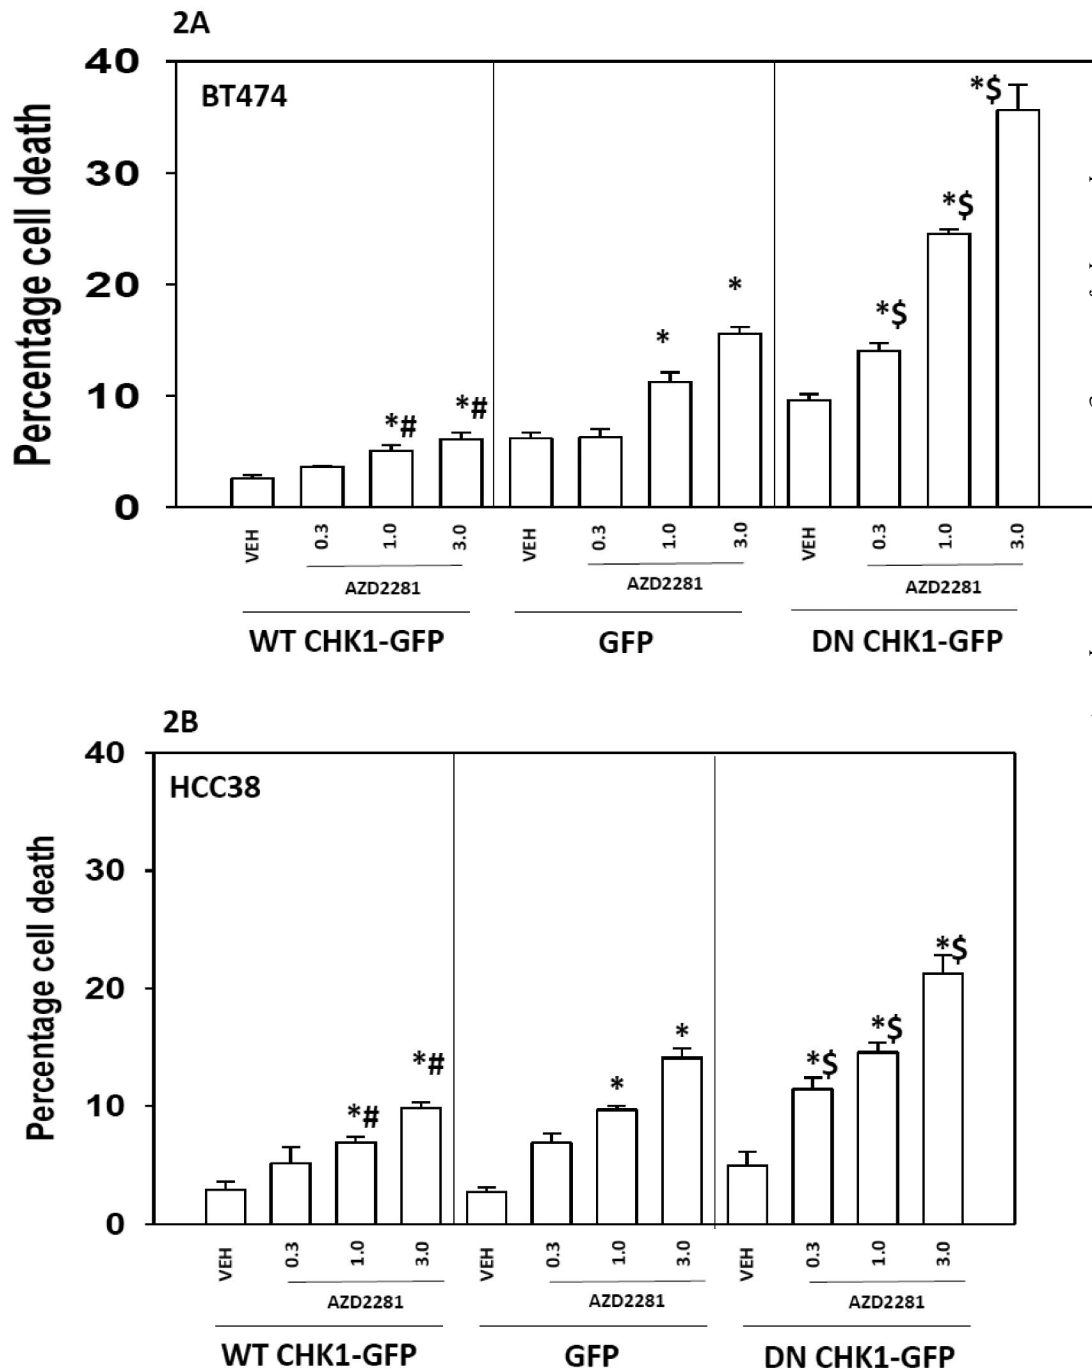 2A
BT474
Percentage cell death
40
30
20
10
0
*#
*#
*
*
*$
*$
*$
VEH
0.3
1.0
3.0
VEH
0.3
1.0
3.0
VEH
0.3
1.0
3.0
AZD2281
AZD2281
AZD2281
WT CHK1-GFP
GFP
DN CHK1-GFP
2B
HCC38
Percentage cell death
40
30
20
10
0
*#
*#
*
*
*$
*$
*$
VEH
0.3
1.0
3.0
VEH
0.3
1.0
3.0
VEH
0.3
1.0
3.0
AZD2281
AZD2281
AZD2281
WT CHK1-GFP
GFP
DN CHK1-GFP